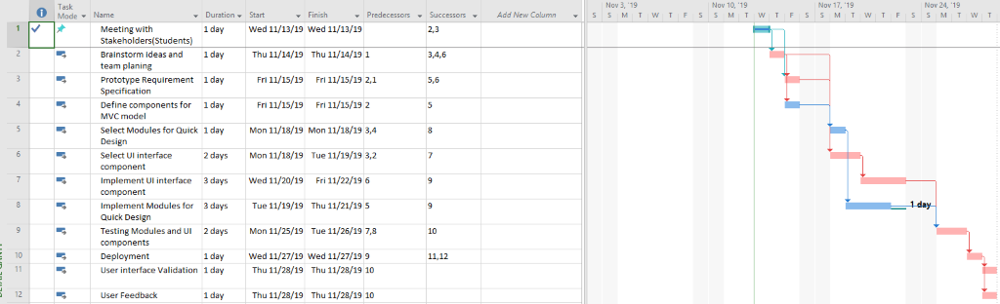 Task Mode Name Duration Start Finish Predecessors Successors Add New Column
Nov 3, '19 Nov 10, '19 Nov 17, '19 Nov 24, '19
S S M T W T F S S M T W T F S S M T W T F S S M T W T
1 Meeting with Stakeholders(Students) 1 day Wed 11/13/19 Wed 11/13/19 2,3
2 Brainstorm ideas and team planing 1 day Thu 11/14/19 Thu 11/14/19 1 3,4,6
3 Prototype Requirement Specification 1 day Fri 11/15/19 Fri 11/15/19 2,1 5,6
4 Define components for MVC model 1 day Fri 11/15/19 Fri 11/15/19 2 5
5 Select Modules for Quick Design 1 day Mon 11/18/19 Mon 11/18/19 3,4 8
6 Select UI interface component 2 days Mon 11/18/19 Tue 11/19/19 3,2 7
7 Implement UI interface component 3 days Wed 11/20/19 Fri 11/22/19 6 9
8 Implement Modules for Quick Design 3 days Tue 11/19/19 Thu 11/21/19 5 9
1 day
9 Testing Modules and UI components 2 days Mon 11/25/19 Tue 11/26/19 7,8 10
10 Deployment 1 day Wed 11/27/19 Wed 11/27/19 9 11,12
11 User interface Validation 1 day Thu 11/28/19 Thu 11/28/19 10
12 User Feedback 1 day Thu 11/28/19 Thu 11/28/19 10